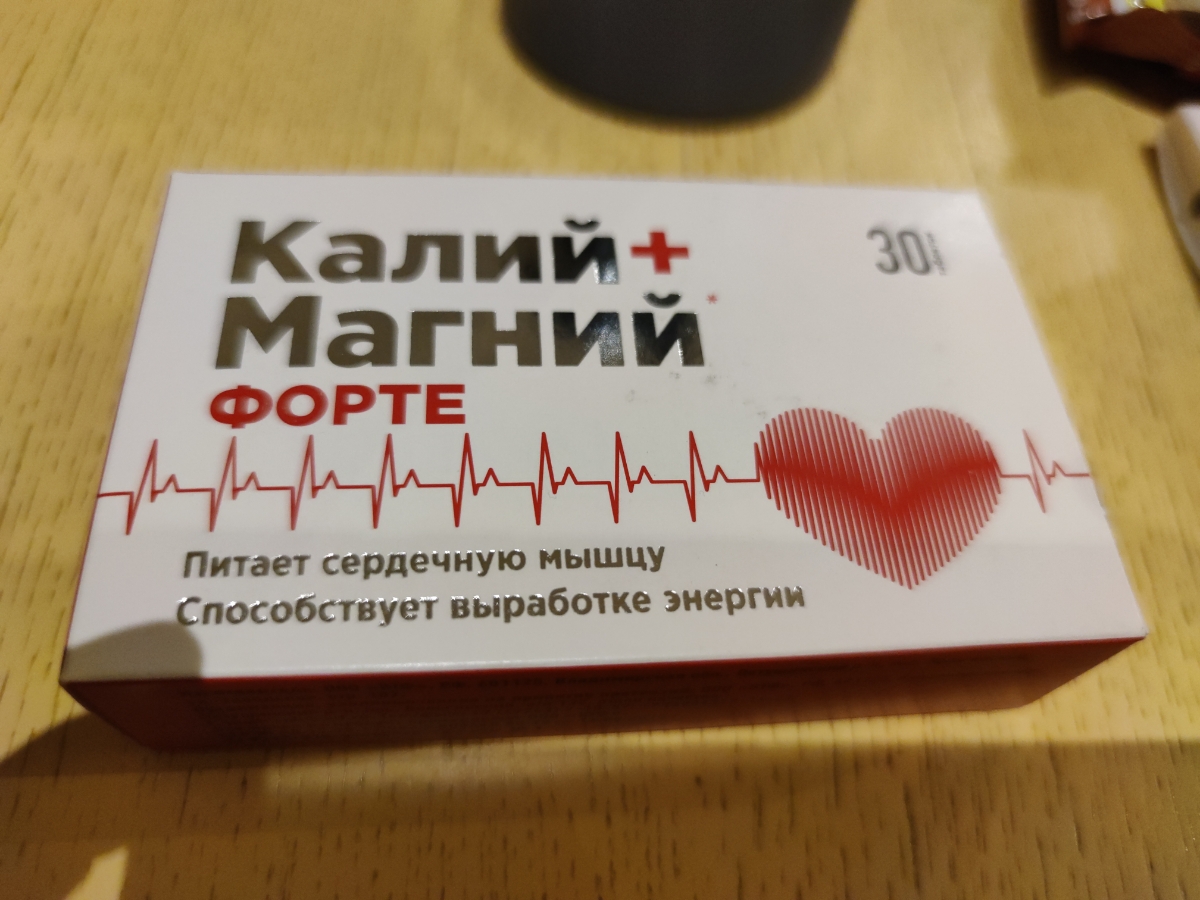 Калий+
Магний*
ФОРТЕ
30
Питает сердечную мышцу
Способствует выработке энергии